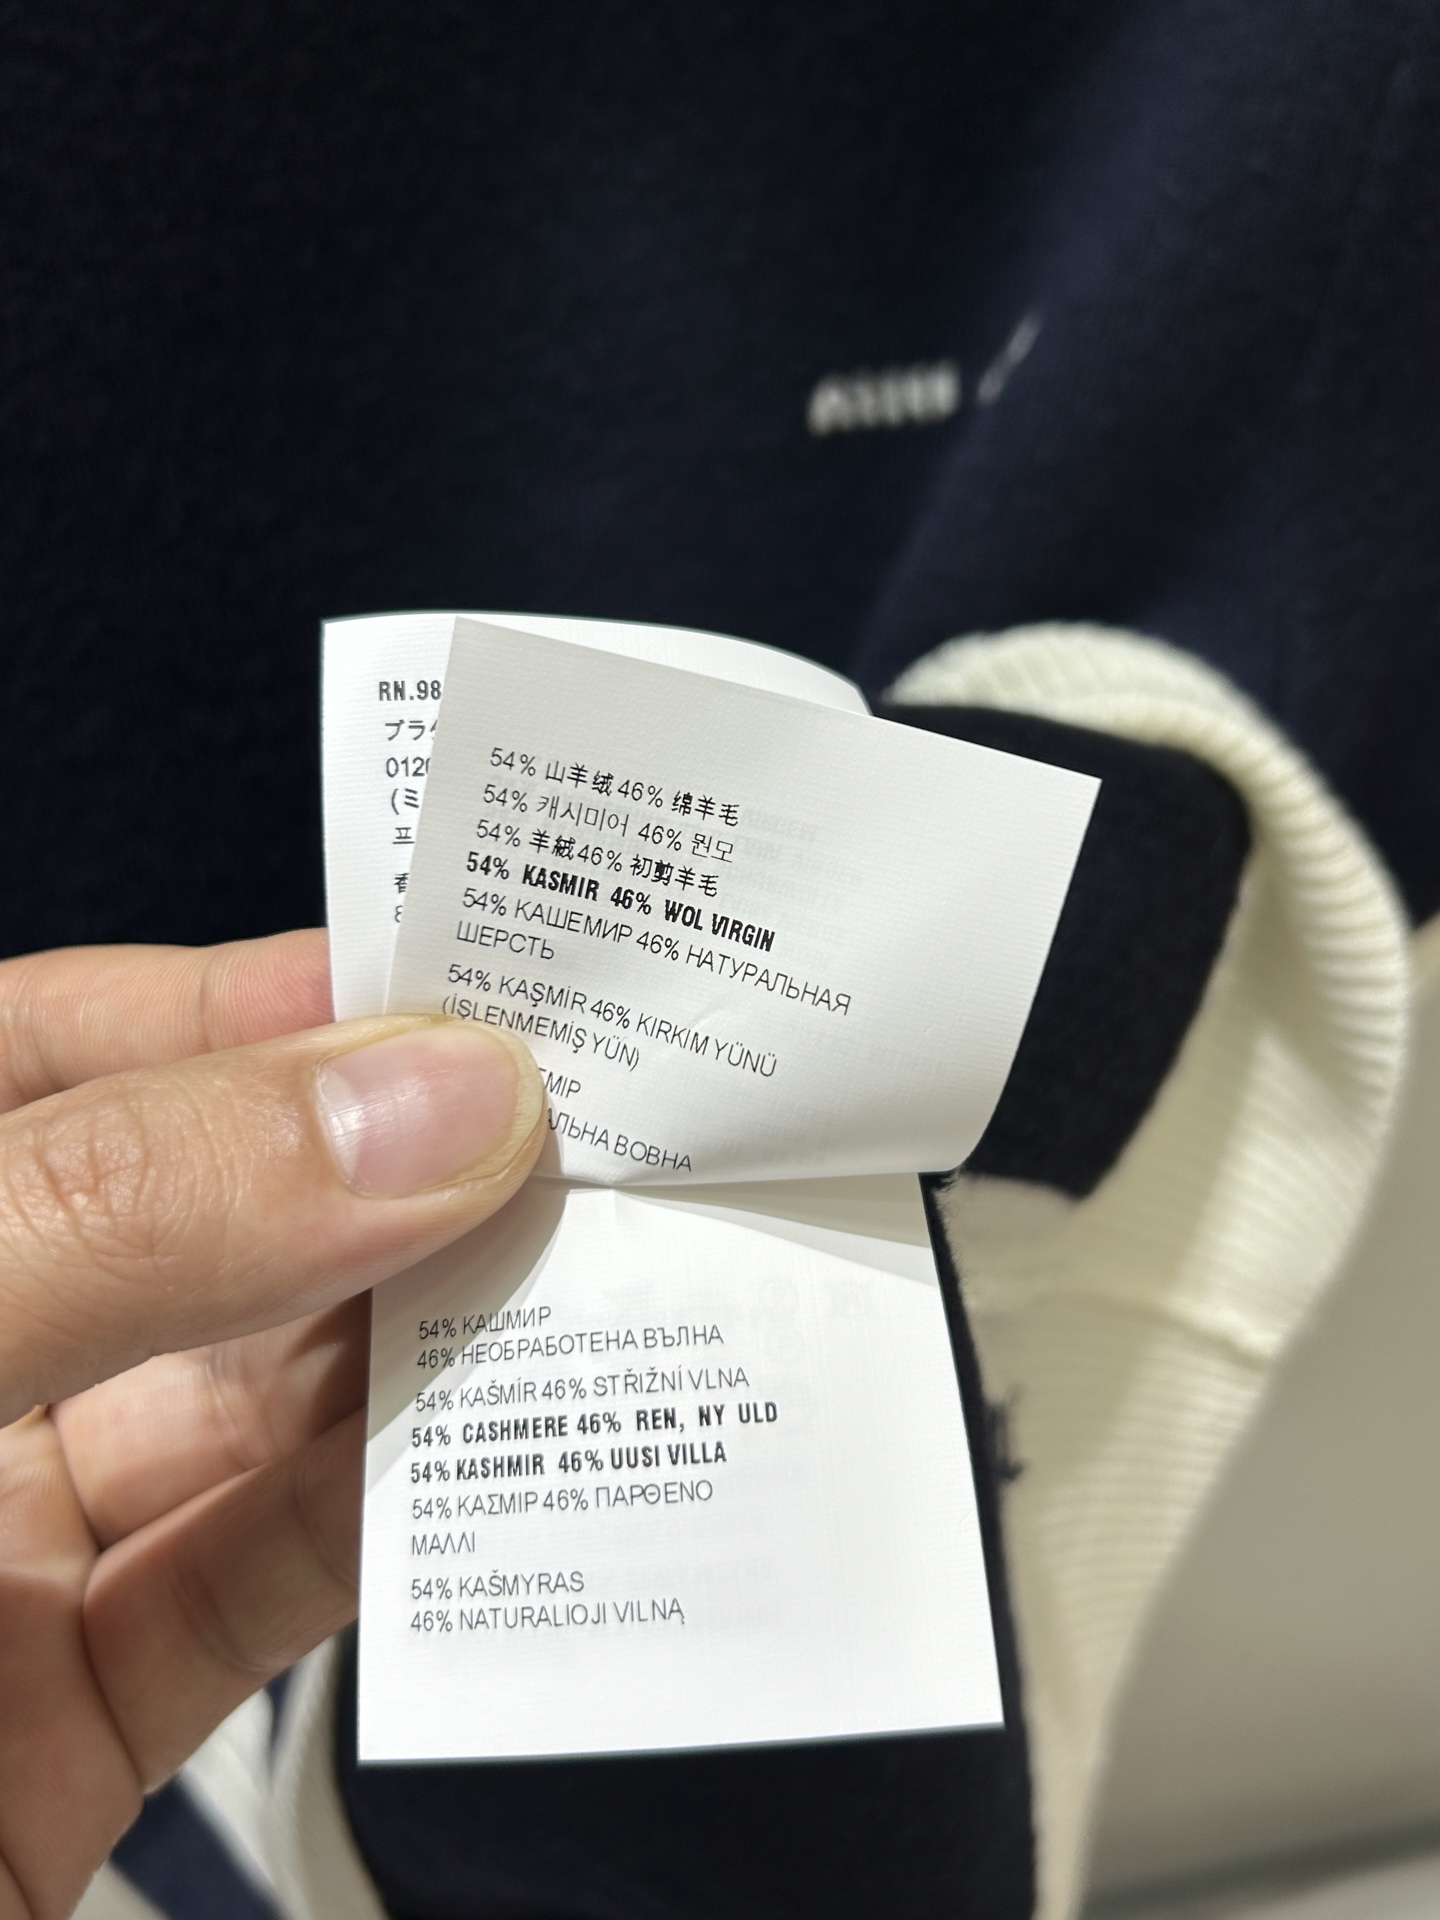 RN.98
ブラ
012
(ミ
프
香
8
54% 山羊绒 46% 绵羊毛
54% 캐시미어 46% 뭔모
54% 羊絨 46% 初剪羊毛
54% KASMIR 46% WOL VIRGIN
54% КАШЕМИР 46% НАТУРАЛЬНАЯ
ШЕРСТЬ
54% KAŞMİR 46% KIRKIM YÜNÜ
(İŞLENMEMİŞ YÜN)
ЕМІР
АЛЬНА ВОВНА
54% КАШМИР
46% НЕОБРАБОТЕНА ВЪЛНА
54% KAŠMÍR 46% STŘIŽNÍ VLNA
54% CASHMERE 46% REN, NY ULD
54% KASHMIR 46% UUSI VILLA
54% ΚΑΣΜΙΡ 46% ΠΑΡΘΕΝΟ
ΜΑΛΛΙ
54% KAŠMYRAS
46% NATURALIOJI VILNĄ